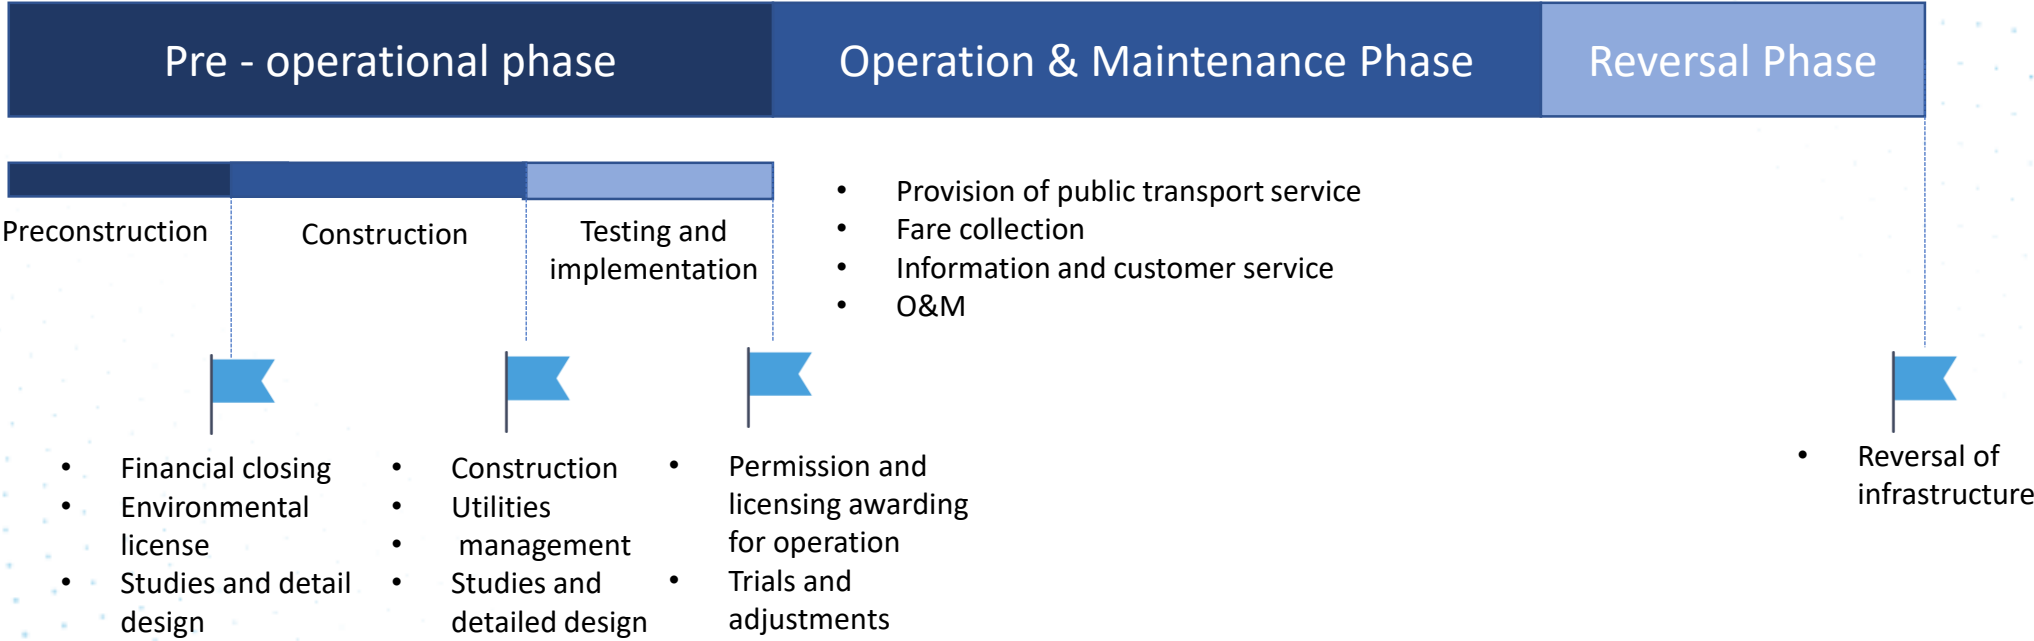 Pre - operational phase
Operation & Maintenance Phase
Reversal Phase
Preconstruction
Construction
Testing and
implementation
• Provision of public transport service
• Fare collection
• Information and customer service
• O&M
• Financial closing
• Environmental
license
• Studies and detail
design
• Construction
• Utilities
• management
• Studies and
detailed design
• Permission and
licensing awarding
for operation
• Trials and
adjustments
• Reversal of
infrastructure